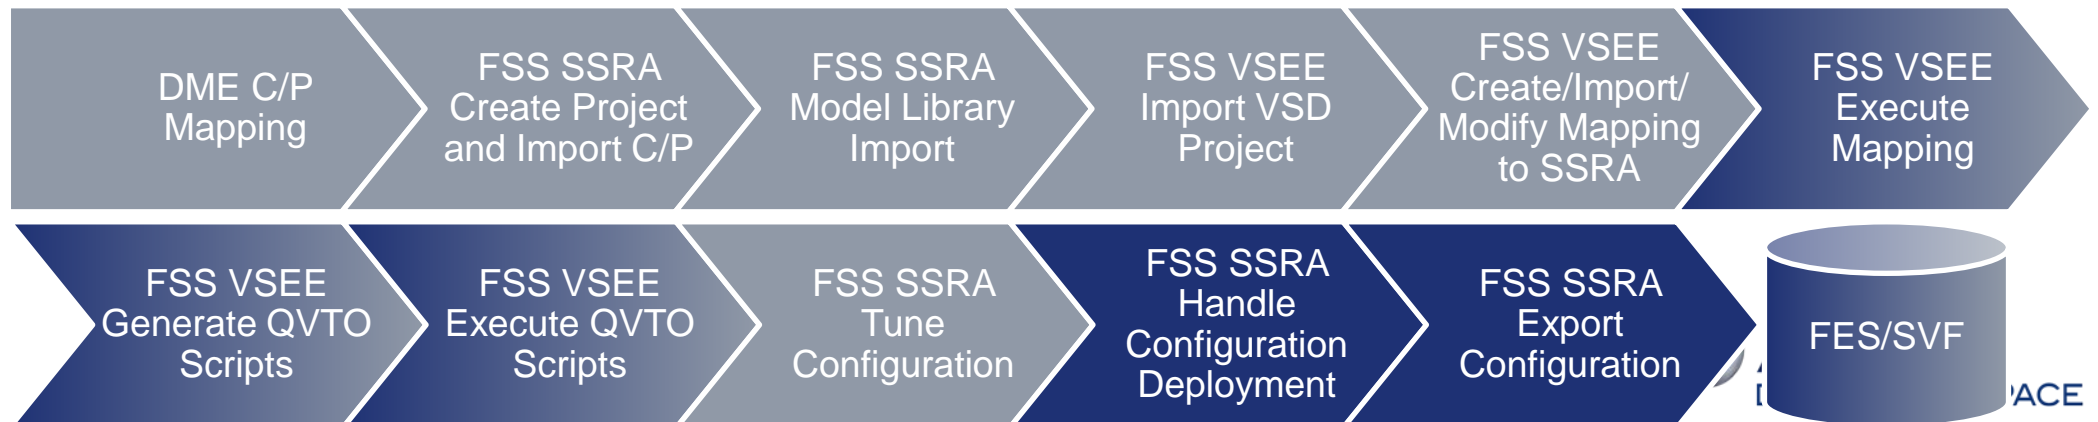 DME C/P
Mapping
FSS SSRA
Create Project
and Import C/P
FSS SSRA
Model Library
Import
FSS VSEE
Import VSD
Project
FSS VSEE
Create/Import/
Modify Mapping
to SSRA
FSS VSEE
Execute
Mapping
FSS VSEE
Generate QVTO
Scripts
FSS VSEE
Execute QVTO
Scripts
FSS SSRA
Tune
Configuration
FSS SSRA
Handle
Configuration
Deployment
FSS SSRA
Export
Configuration
FES/SVF